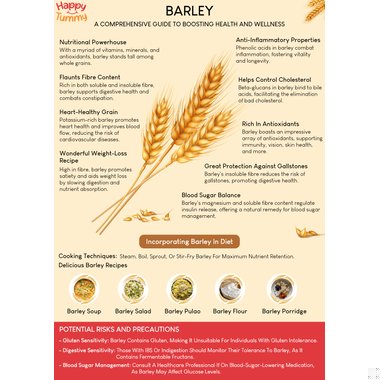 Happy
Tummy
BARLEY
A COMPREHENSIVE GUIDE TO BOOSTING HEALTH AND WELLNESS
Nutritional Powerhouse
With a myriad of vitamins, minerals, and
antioxidants, barley stands tall among
whole grains.
Flaunts Fibre Content
Rich in both soluble and insoluble fibre,
barley supports digestive health and
combats constipation.
Heart-Healthy Grain
Potassium-rich barley promotes
heart health and improves blood
flow, reducing the risk of
cardiovascular diseases.
Wonderful Weight-Loss
Recipe
High in fibre, barley promotes
satiety and aids weight loss
by slowing digestion and
nutrient absorption.
Anti-Inflammatory Properties
Phenolic acids in barley combat
inflammation, fostering vitality
and longevity.
Helps Control Cholesterol
Beta-glucans in barley bind to bile
acids, facilitating the elimination
of bad cholesterol.
Rich In Antioxidants
Barley boasts an impressive
array of antioxidants, supporting
immunity, vision, skin health,
and more.
Great Protection Against Gallstones
Barley's insoluble fibre reduces the risk of
gallstones, promoting digestive health.
Blood Sugar Balance
Barley's magnesium and soluble fibre content regulate
insulin release, offering a natural remedy for blood sugar
management.
Incorporating Barley In Diet
Cooking Techniques: Steam, Boil, Sprout, Or Stir-Fry Barley For Maximum Nutrient Retention.
Delicious Barley Recipes
Barley Soup
Barley Salad
Barley Pulao
Barley Flour
Barley Porridge
POTENTIAL RISKS AND PRECAUTIONS
- Gluten Sensitivity: Barley Contains Gluten, Making It Unsuitable For Individuals With Gluten Intolerance.
- Digestive Sensitivity: Those With IBS Or Indigestion Should Monitor Their Tolerance To Barley, As It
Contains Fermentable Fructans.
- Blood Sugar Management: Consult A Healthcare Professional If On Blood-Sugar-Lowering Medication,
As Barley May Affect Glucose Levels.